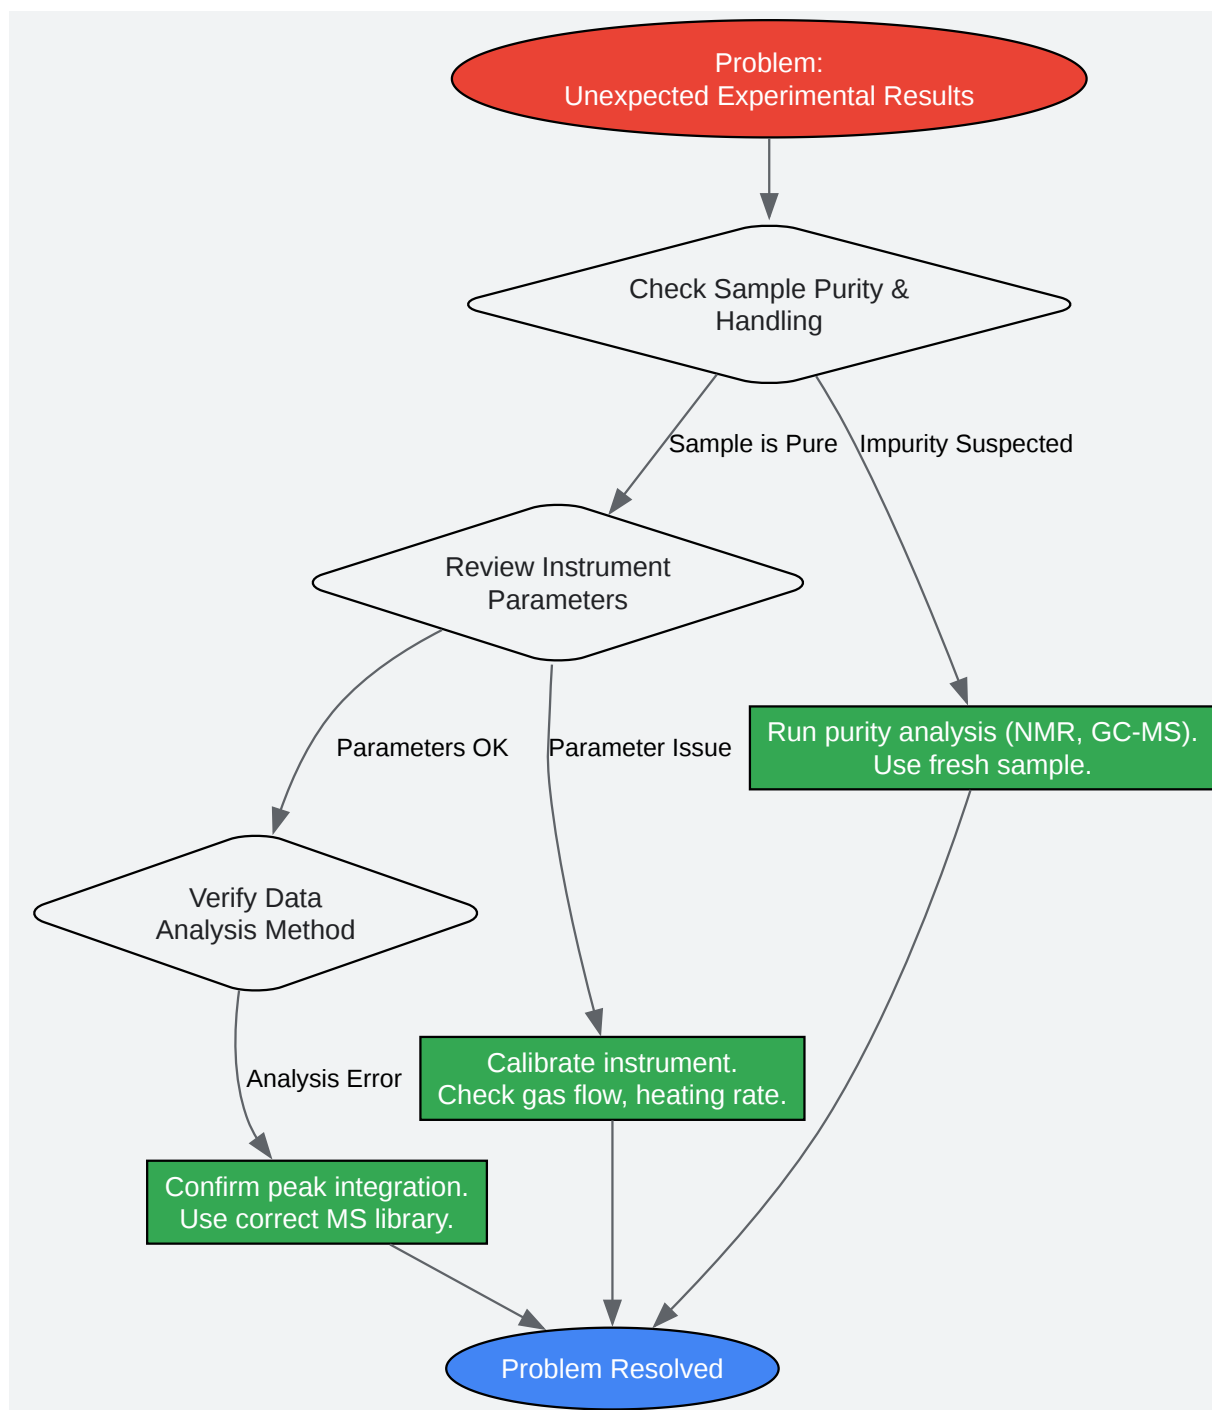 Problem:
Unexpected Experimental Results
Check Sample Purity &
Handling
Sample is Pure
Impurity Suspected
Review Instrument
Parameters
Run purity analysis (NMR, GC-MS).
Use fresh sample.
Parameters OK
Parameter Issue
Verify Data
Analysis Method
Calibrate instrument.
Check gas flow, heating rate.
Analysis Error
Confirm peak integration.
Use correct MS library.
Problem Resolved